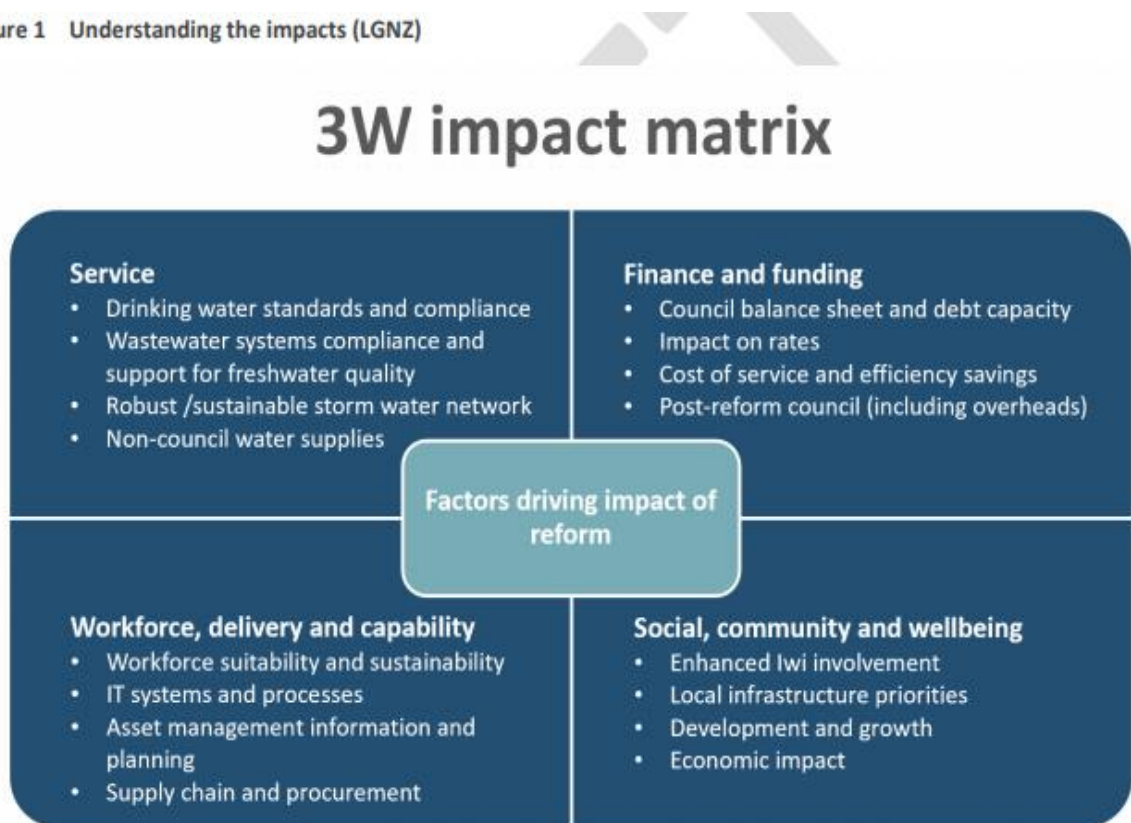 ure 1 Understanding the impacts (LGNZ)
3W impact matrix
Service
• Drinking water standards and compliance
• Wastewater systems compliance and
support for freshwater quality
• Robust /sustainable storm water network
• Non-council water supplies
Finance and funding
• Council balance sheet and debt capacity
• Impact on rates
• Cost of service and efficiency savings
• Post-reform council (including overheads)
Factors driving impact of
reform
Workforce, delivery and capability
• Workforce suitability and sustainability
• IT systems and processes
• Asset management information and
planning
• Supply chain and procurement
Social, community and wellbeing
• Enhanced Iwi involvement
• Local infrastructure priorities
• Development and growth
• Economic impact